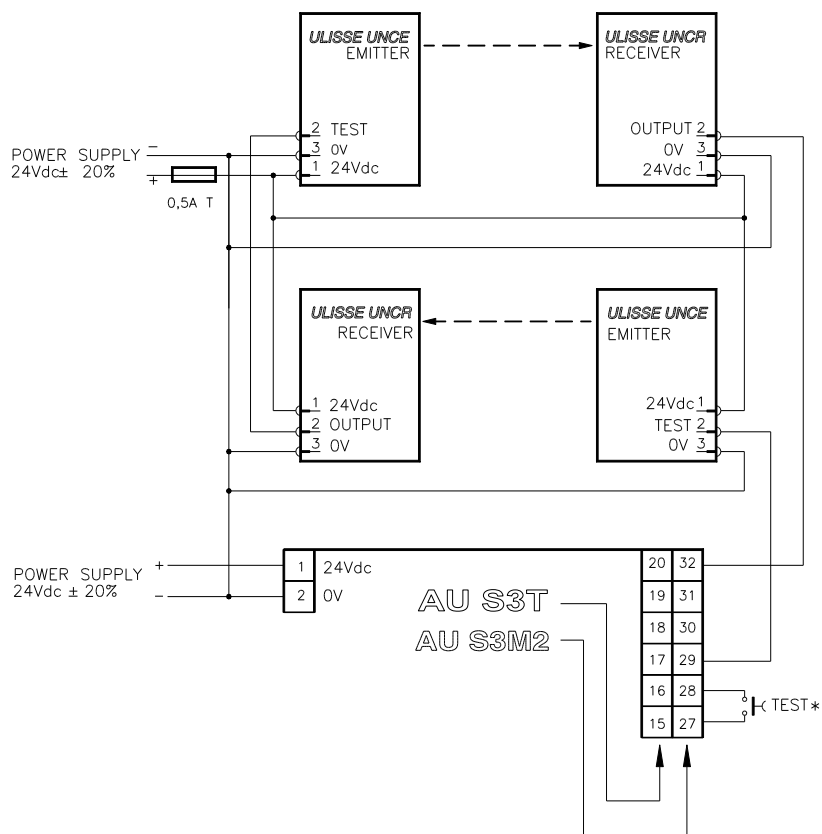 ULISSE UNCE
EMITTER
2 TEST
3 0V
1 24Vdc
ULISSE UNCR
RECEIVER
OUTPUT 2
0V 3
24Vdc 1
POWER SUPPLY −
24Vdc± 20% +
0,5A T
ULISSE UNCR
RECEIVER
1 24Vdc
2 OUTPUT
3 0V
ULISSE UNCE
EMITTER
24Vdc 1
TEST 2
0V 3
POWER SUPPLY +
24Vdc ± 20% −
1 24Vdc
2 0V
AU S3T
AU S3M2
20 32
19 31
18 30
17 29
16 28
15 27
TEST*